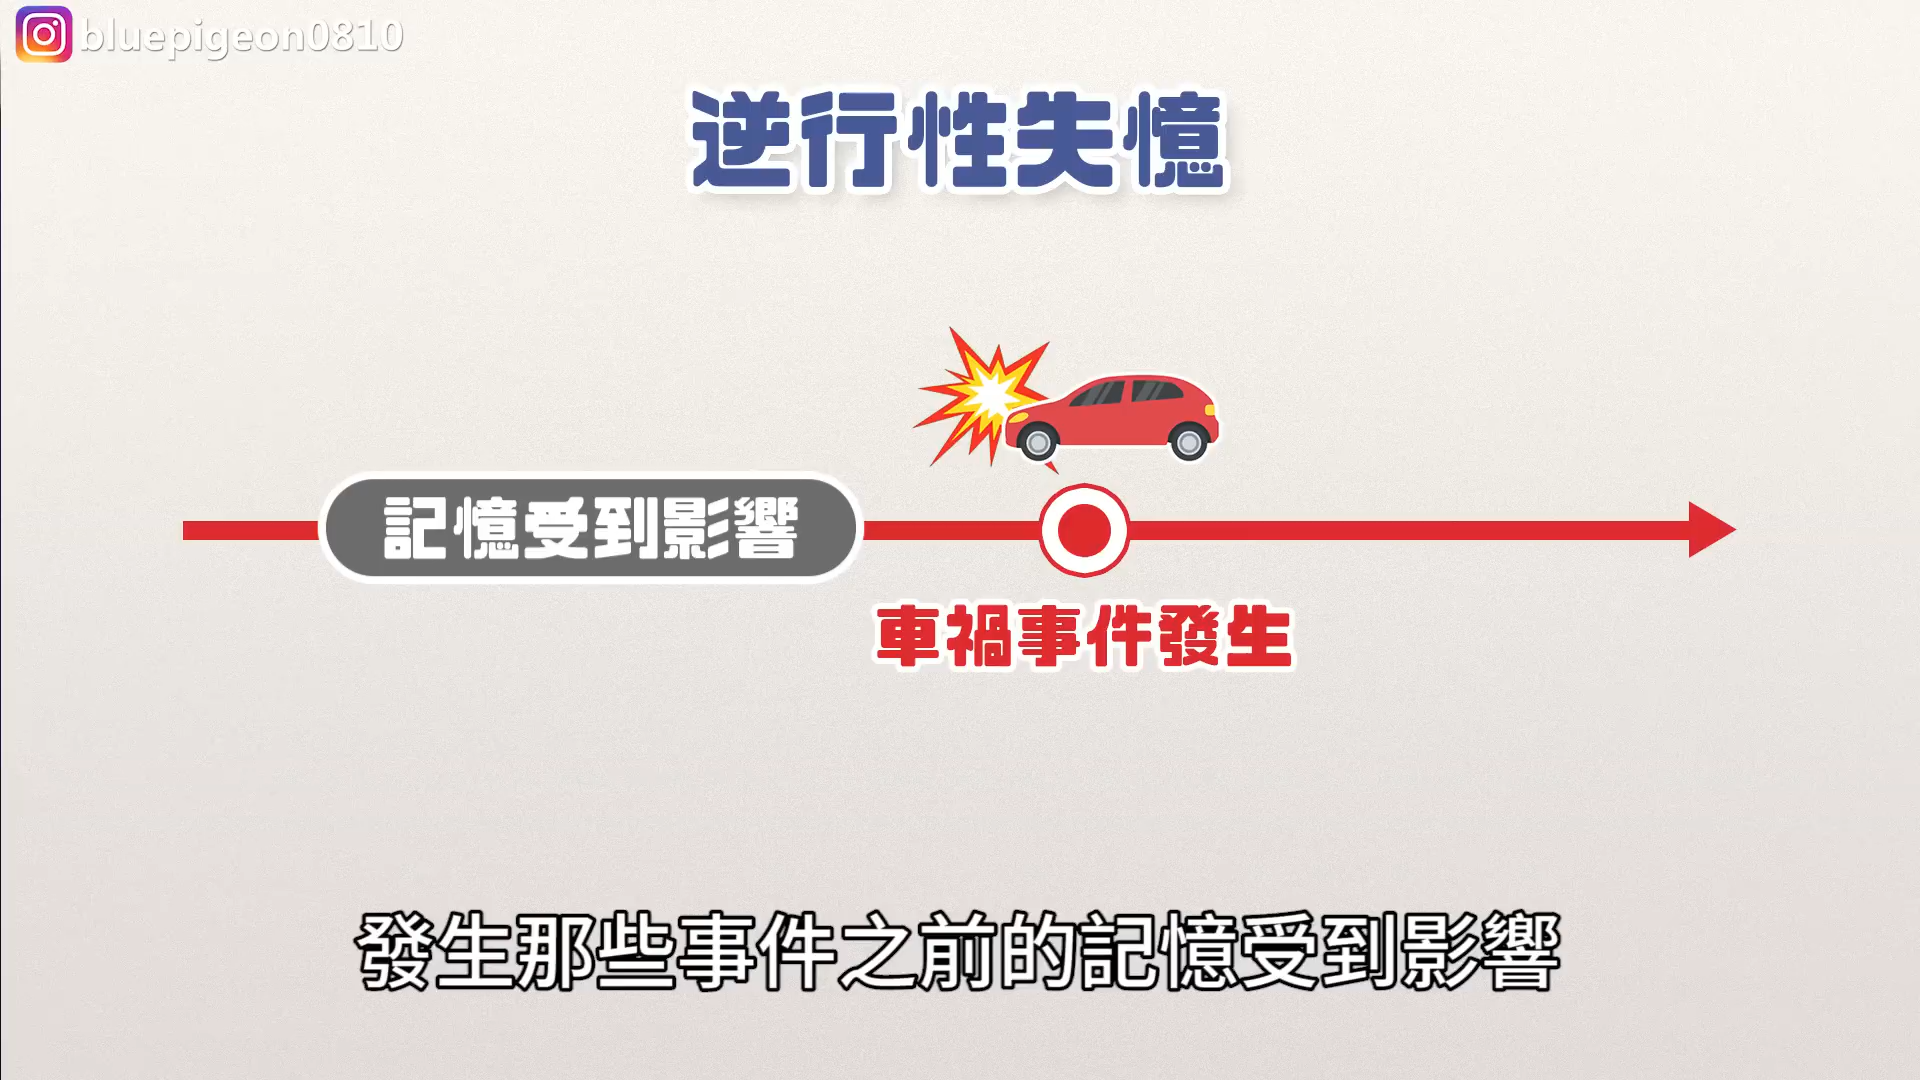 bluepigeon0810
逆行性失憶
記憶受到影響
車禍事件發生
發生那些事件之前的記憶受到影響